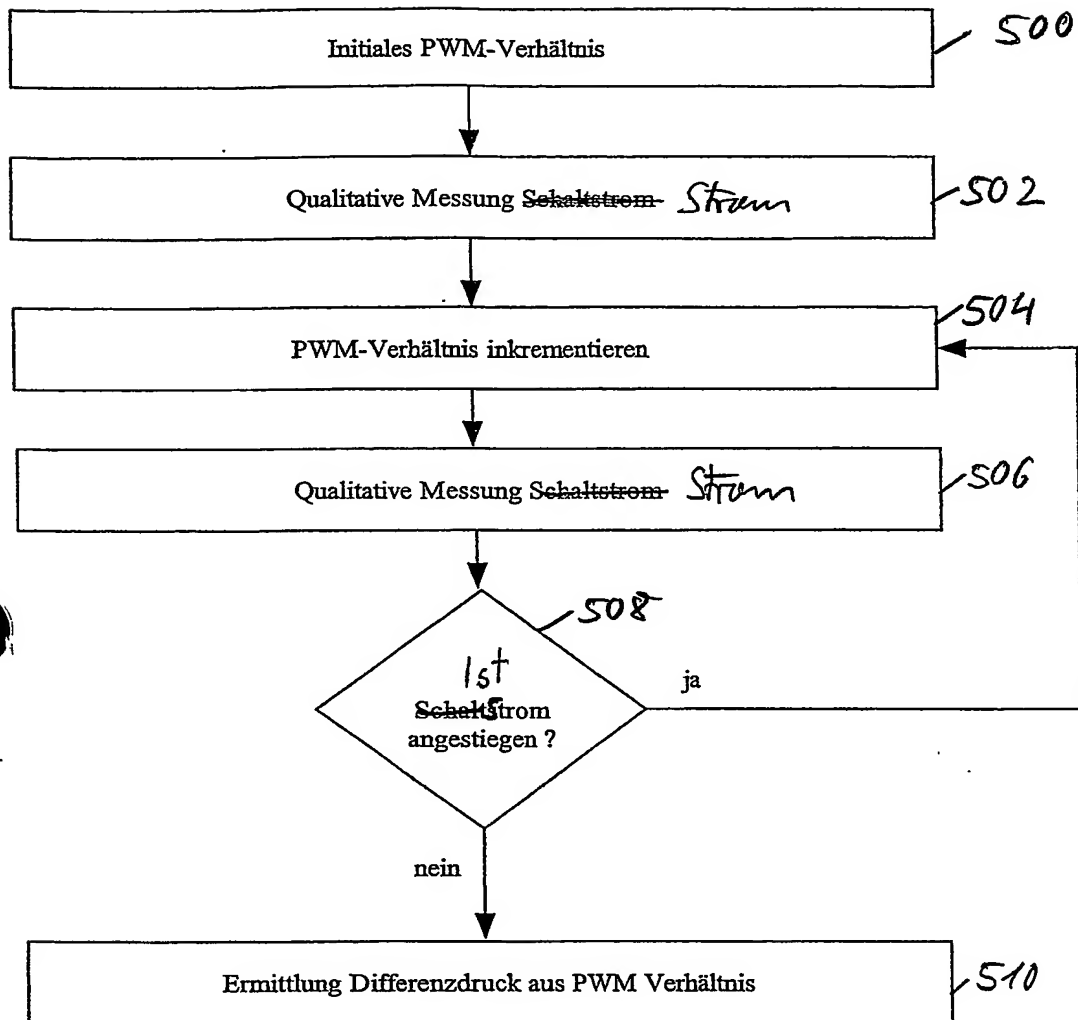 Initiales PWM-Verhältnis
500
Qualitative Messung Schaltstrom Strom
502
504
PWM-Verhältnis inkrementieren
Qualitative Messung Schaltstrom Strom
506
508
Ist
Schaltstrom
angestiegen ?
ja
nein
Ermittlung Differenzdruck aus PWM Verhältnis
510